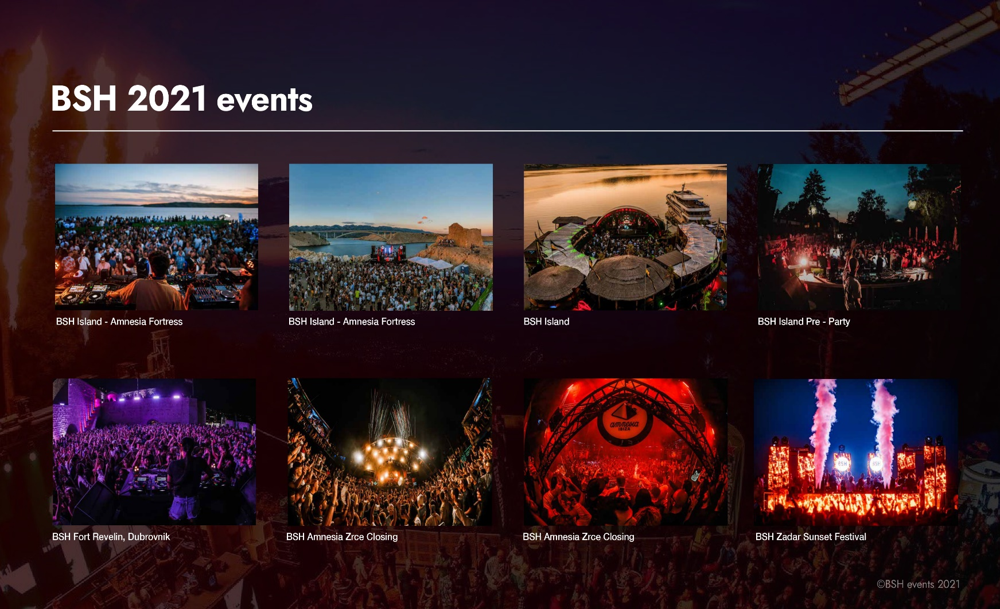 BSH 2021 events
BSH Island - Amnesia Fortress
BSH Island - Amnesia Fortress
BSH Island
BSH Island Pre - Party
amnesia
IBIZA
BSH
BSH
BSH Fort Revelin, Dubrovnik
BSH Amnesia Zrce Closing
BSH Amnesia Zrce Closing
BSH Zadar Sunset Festival
©BSH events 2021